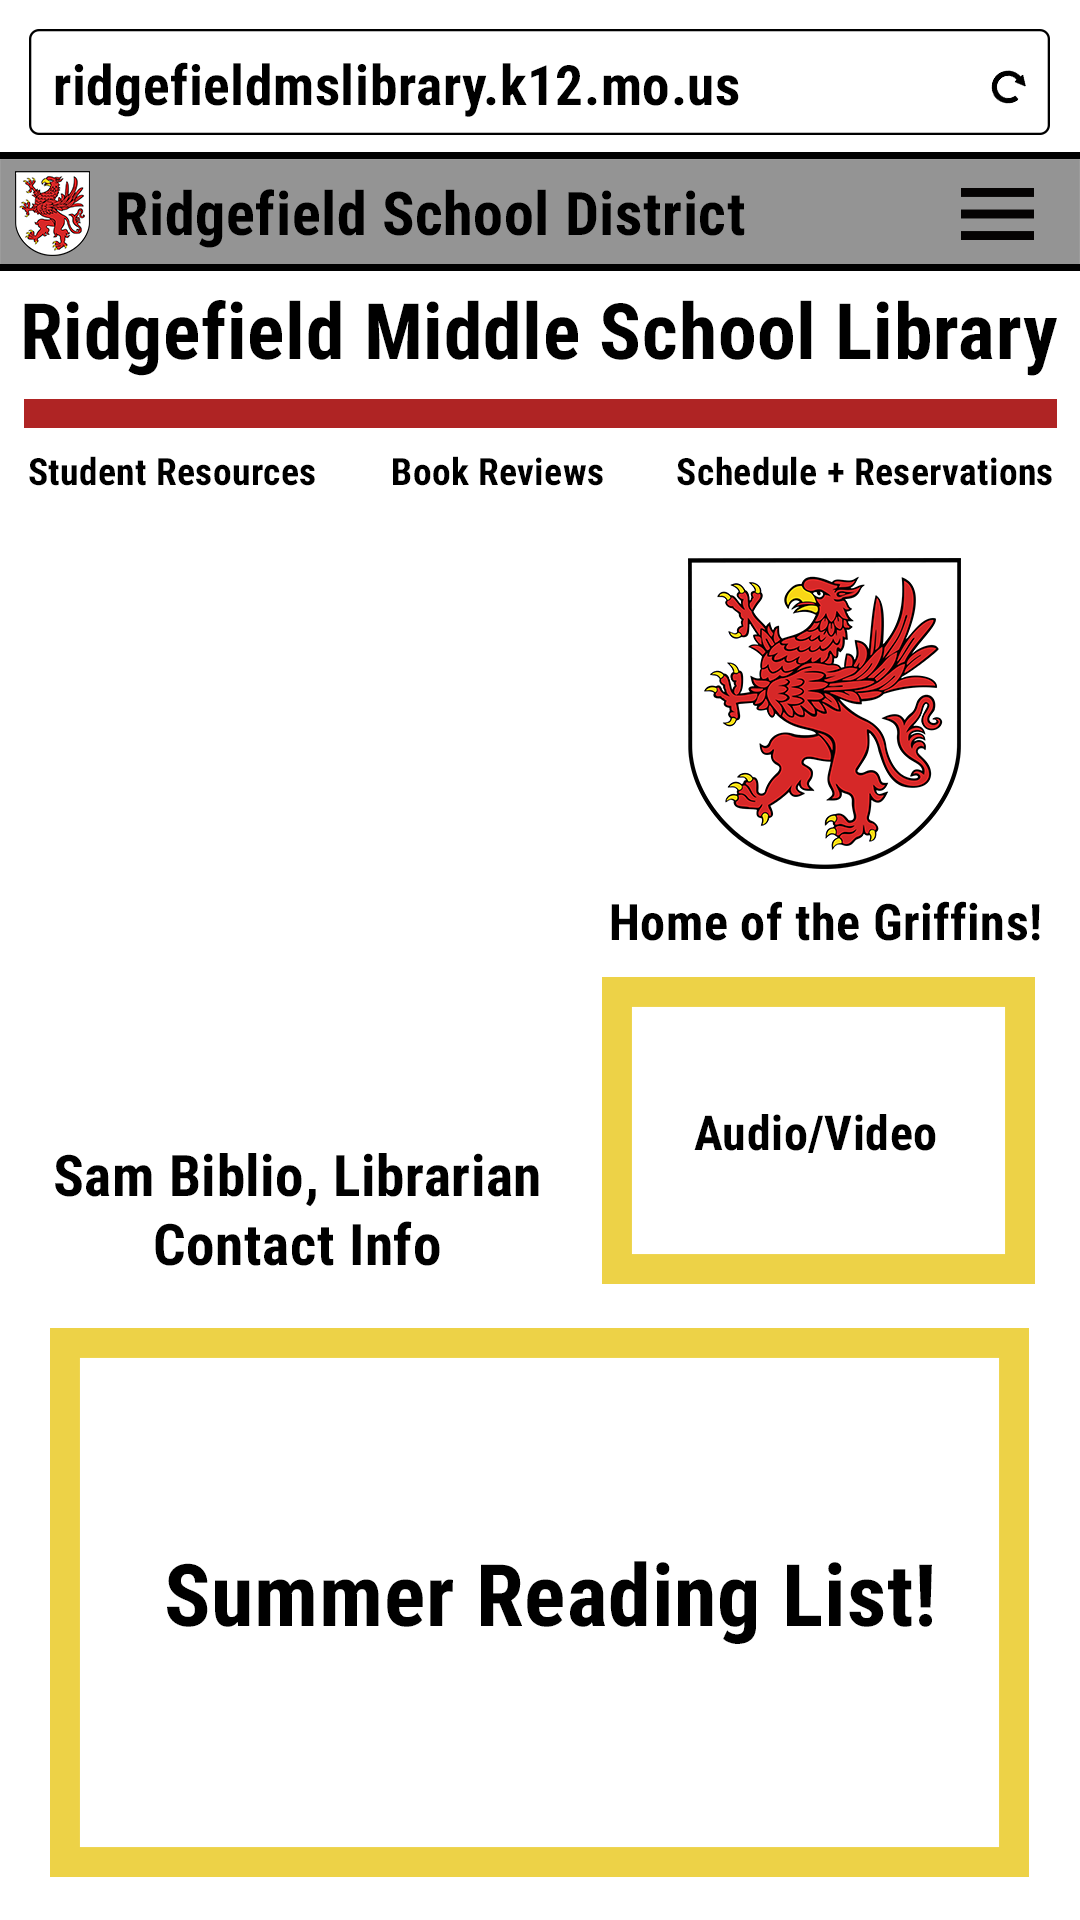 ridgefieldmslibrary.k12.mo.us
Ridgefield School District
Ridgefield Middle School Library
Student Resources
Book Reviews
Schedule + Reservations
Home of the Griffins!
Audio/Video
Sam Biblio, Librarian
Contact Info
Summer Reading List!